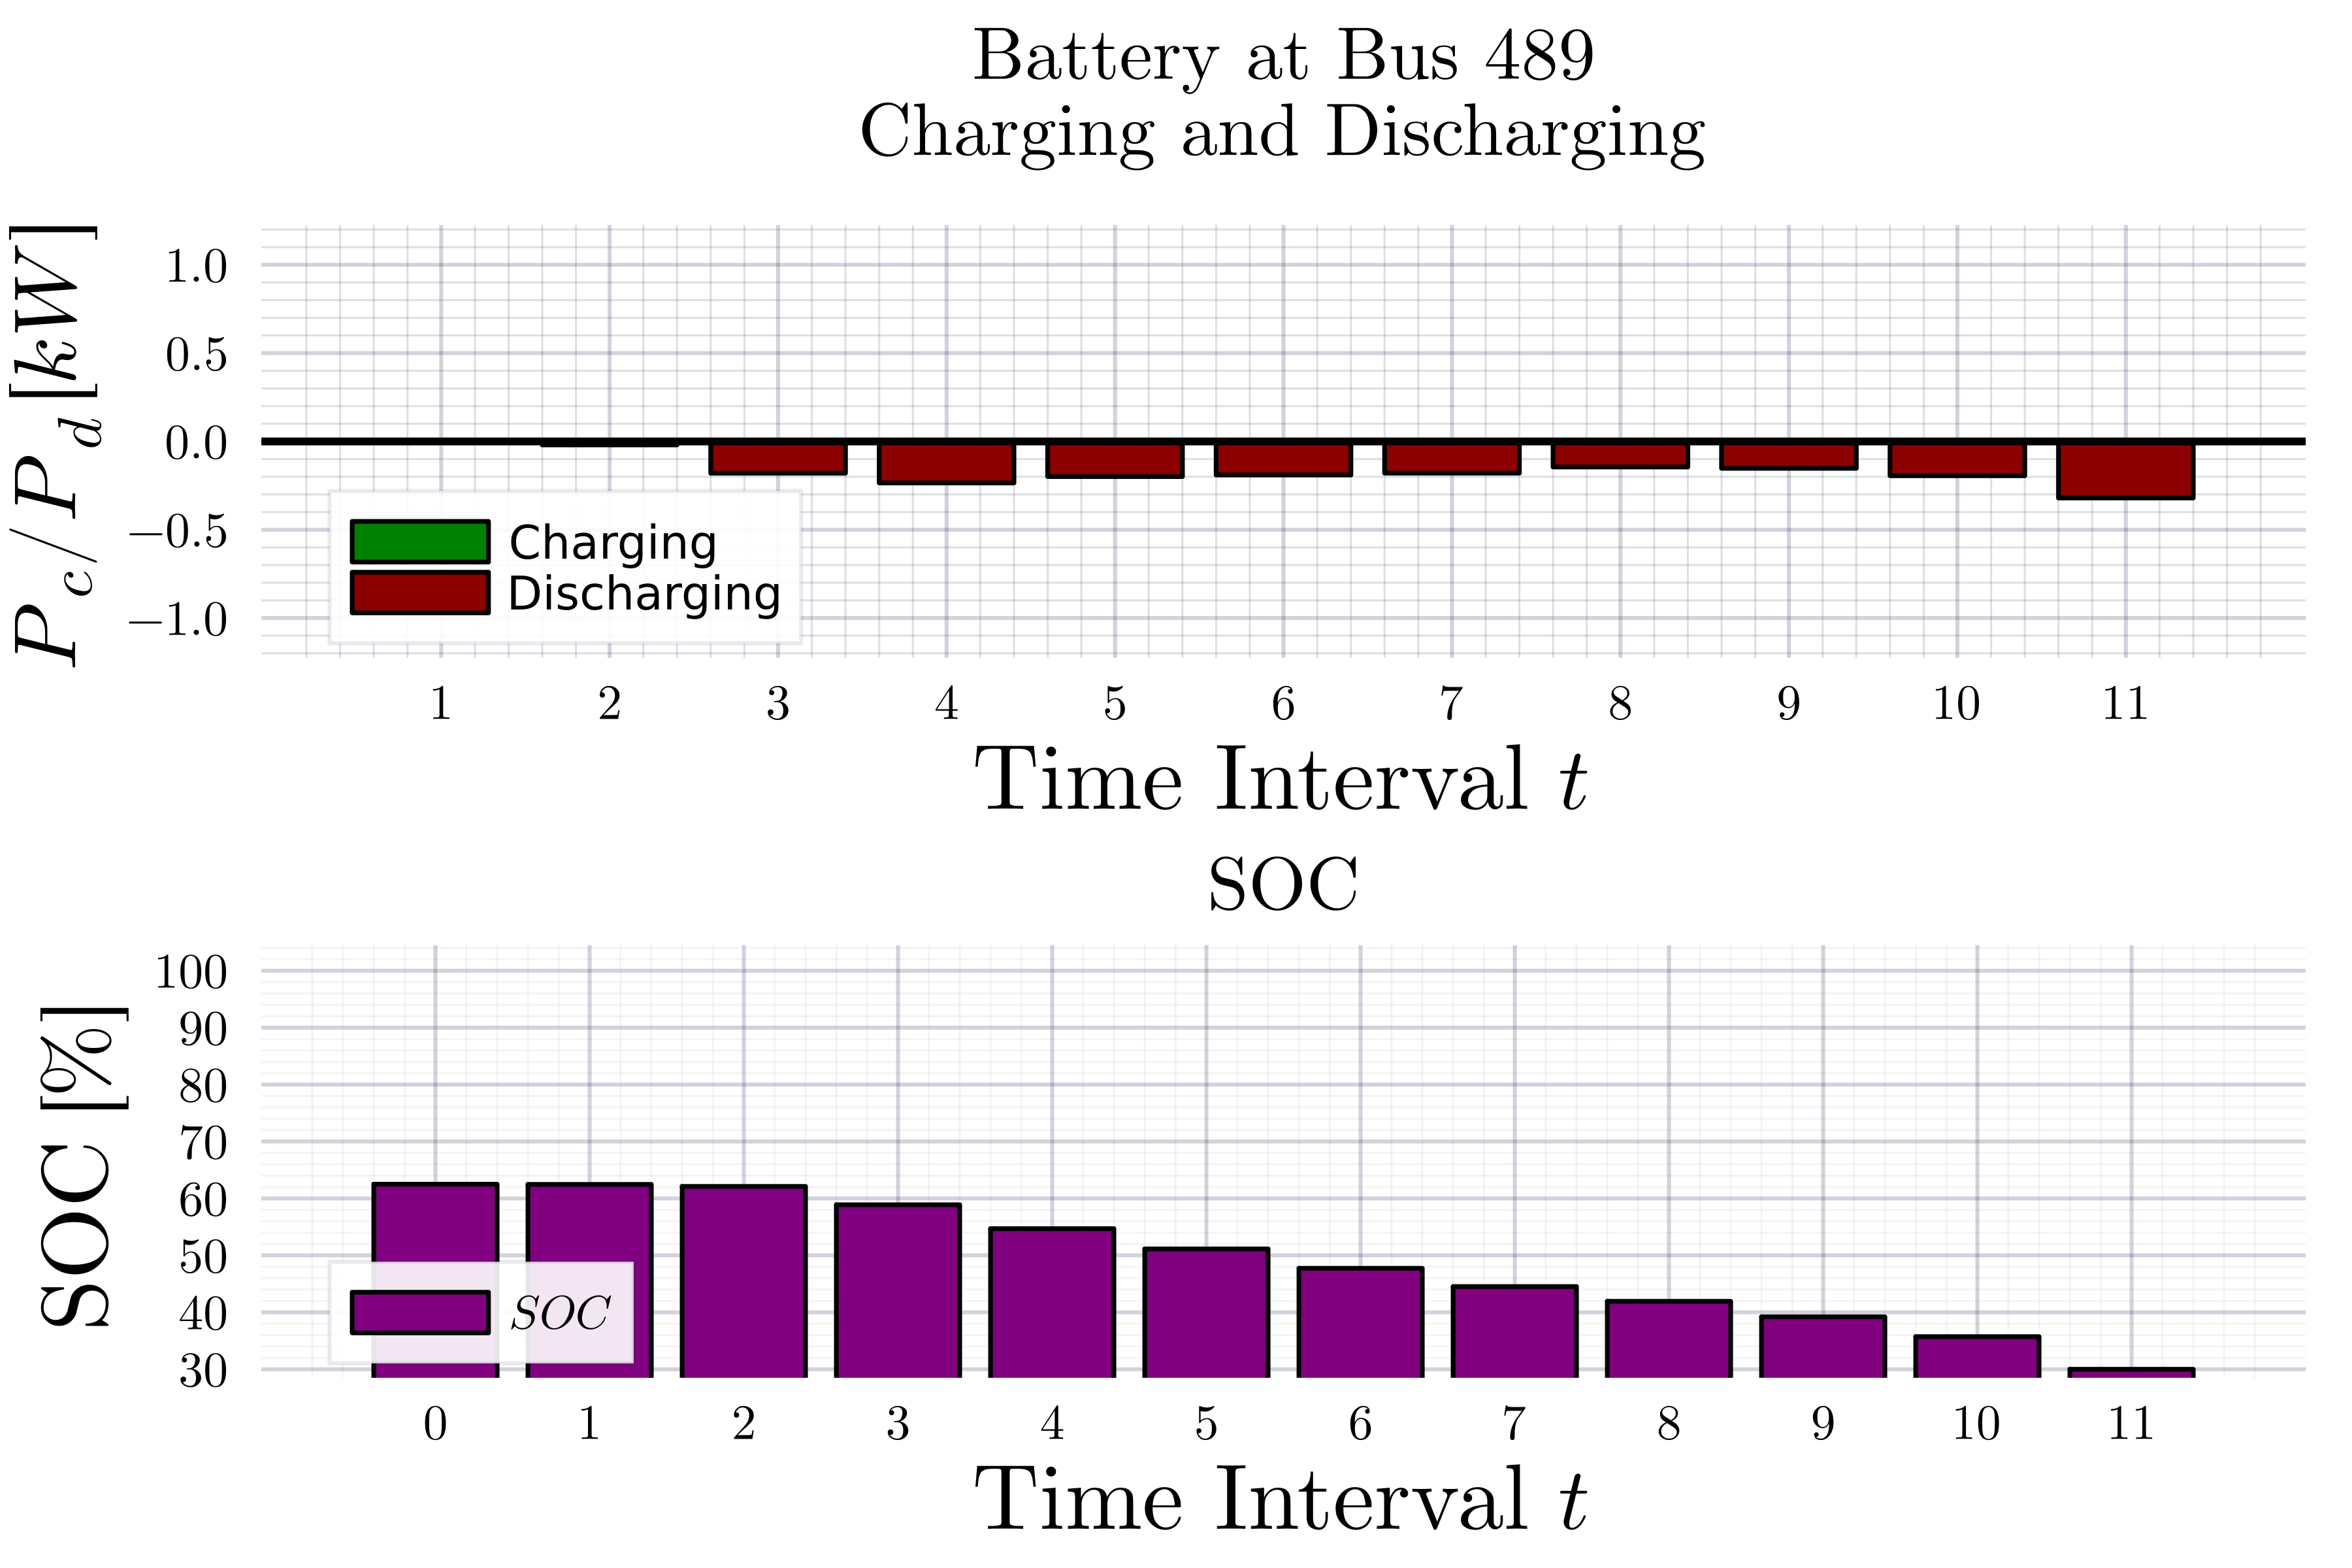 Battery at Bus 489
Charging and Discharging
P_c/P_d [kW]
1.0
0.5
0.0
−0.5
−1.0
Charging
Discharging
1 2 3 4 5 6 7 8 9 10 11
Time Interval t
SOC
SOC [%]
100
90
80
70
60
50
40
30
SOC
0 1 2 3 4 5 6 7 8 9 10 11
Time Interval t